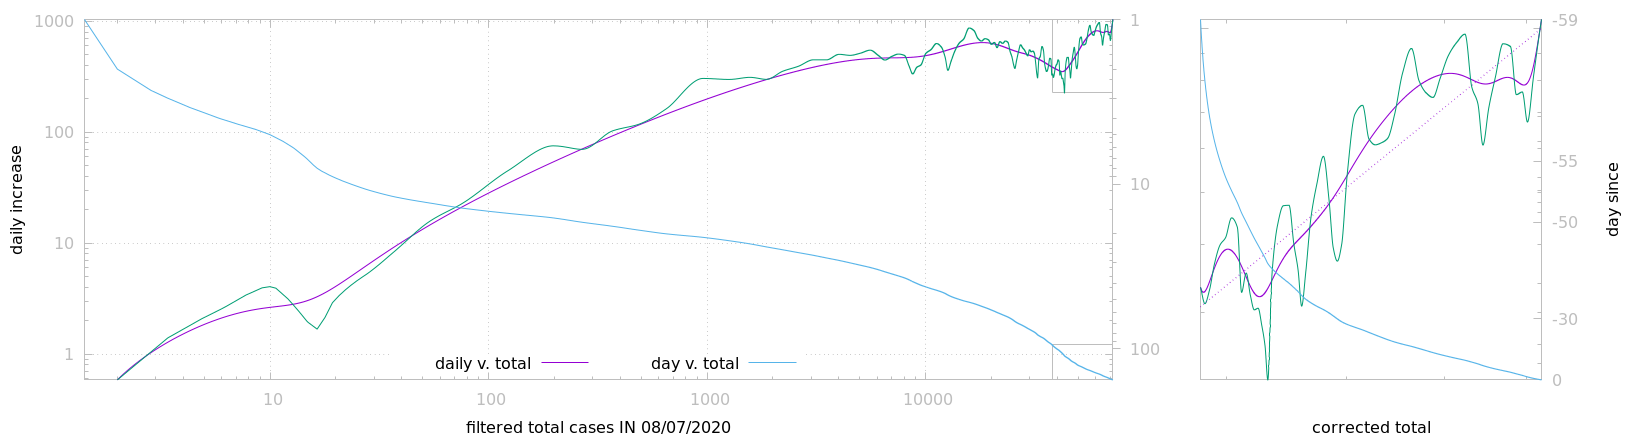 1000
100
10
1
daily increase
10
100
1000
10000
filtered total cases IN 08/07/2020
daily v. total
day v. total
1
10
100
-59
-55
-50
-30
0
day since
corrected total